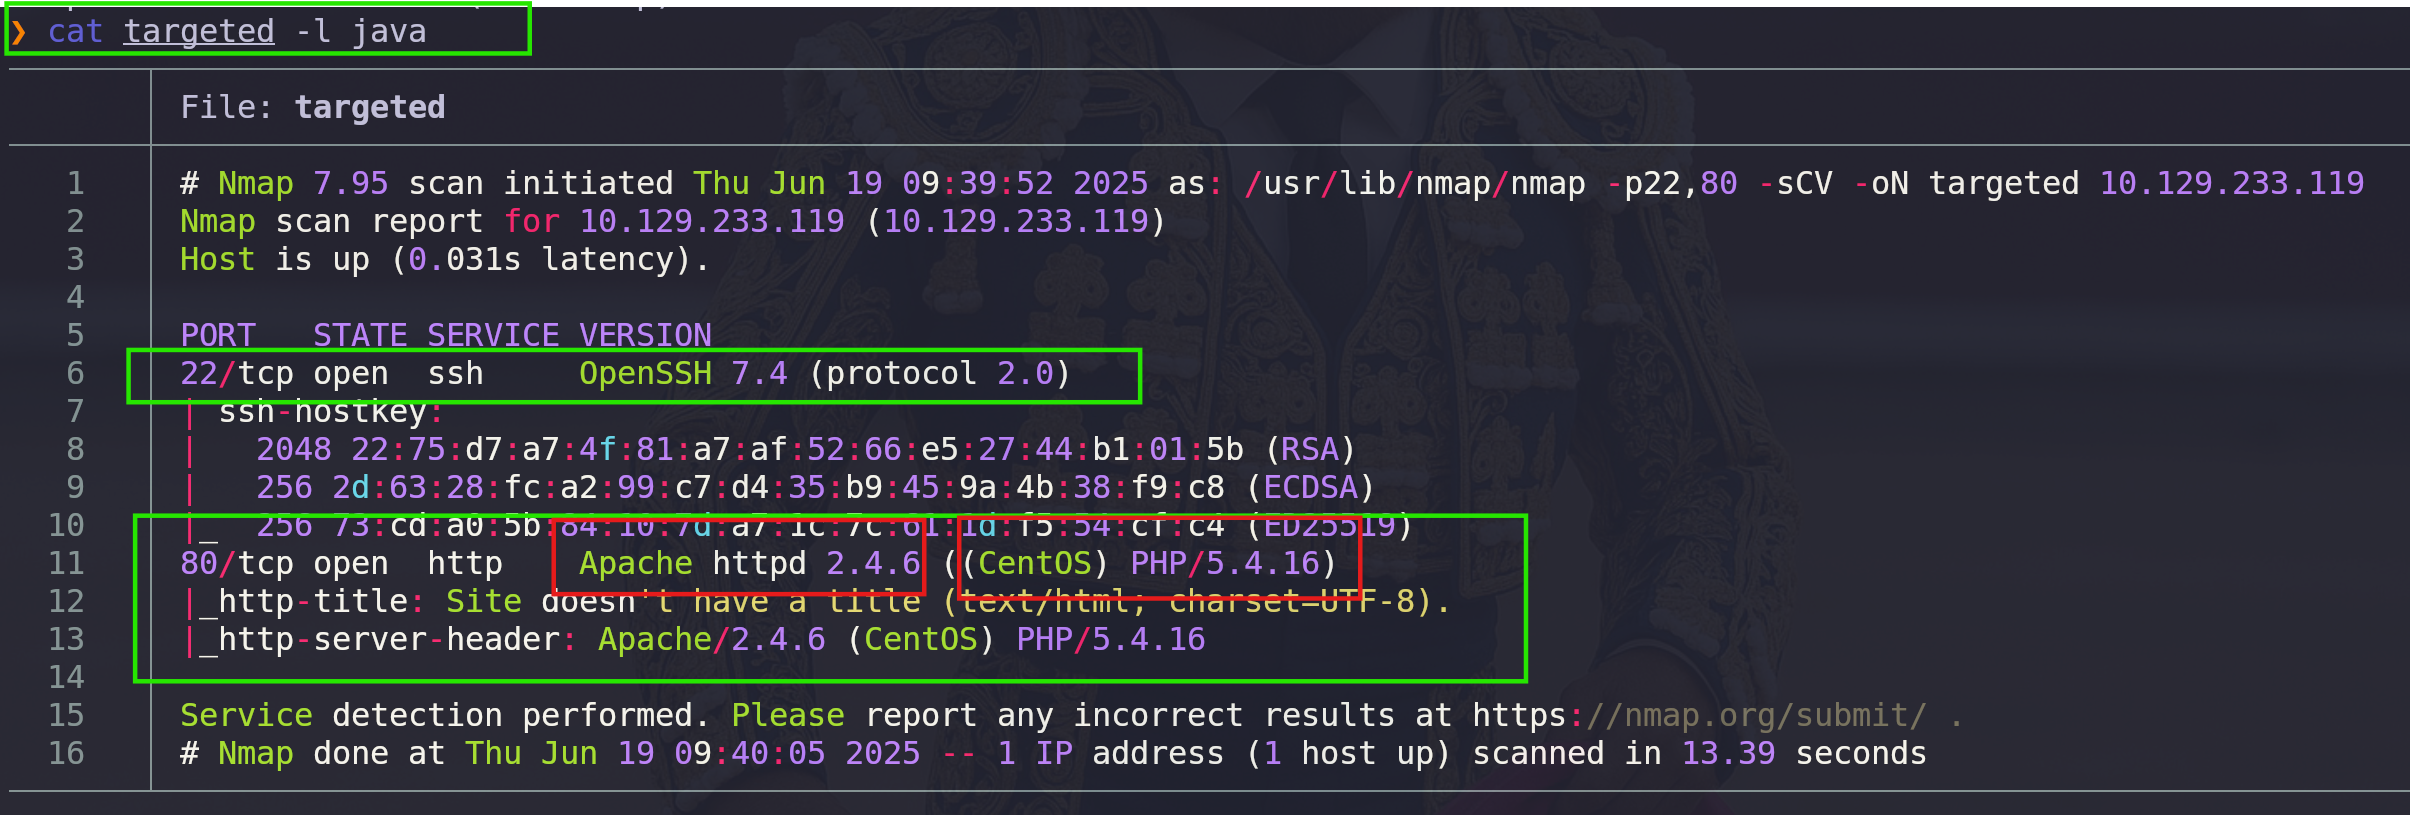 ❯ cat targeted -l java
File: targeted
1 # Nmap 7.95 scan initiated Thu Jun 19 09:39:52 2025 as: /usr/lib/nmap/nmap -p22,80 -sCV -oN targeted 10.129.233.119
2 Nmap scan report for 10.129.233.119 (10.129.233.119)
3 Host is up (0.031s latency).
4
5 PORT   STATE SERVICE VERSION
6 22/tcp open  ssh     OpenSSH 7.4 (protocol 2.0)
7 | ssh-hostkey:
8 |   2048 22:75:d7:a7:4f:81:a7:af:52:66:e5:27:44:b1:01:5b (RSA)
9 |   256 2d:63:28:fc:a2:99:c7:d4:35:b9:45:9a:4b:38:f9:c8 (ECDSA)
10 |_  256 73:cd:a0:5b:84:10:7d:a7:1c:7c:61:1d:f5:54:cf:c4 (ED25519)
11 80/tcp open  http    Apache httpd 2.4.6 ((CentOS) PHP/5.4.16)
12 |_http-title: Site doesn't have a title (text/html; charset=UTF-8).
13 |_http-server-header: Apache/2.4.6 (CentOS) PHP/5.4.16
14
15 Service detection performed. Please report any incorrect results at https://nmap.org/submit/ .
16 # Nmap done at Thu Jun 19 09:40:05 2025 -- 1 IP address (1 host up) scanned in 13.39 seconds